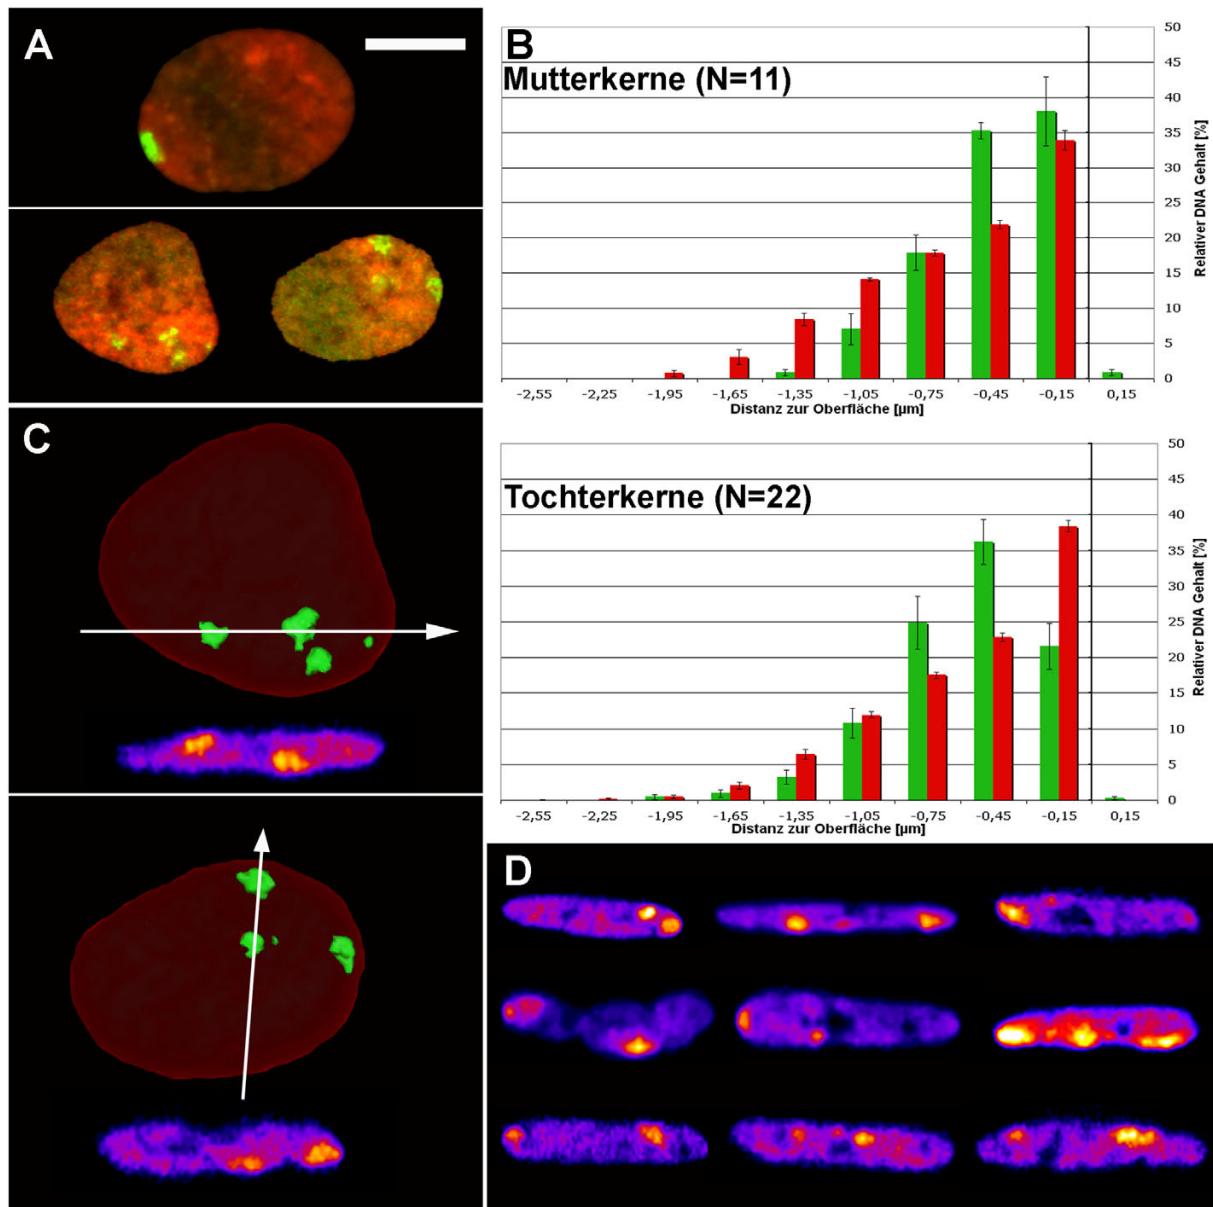 A
B
Mutterkerne (N=11)
50
45
40
35
30
25
20
15
10
5
0
Relativer DNA Gehalt [%]
-2,55 -2,25 -1,95 -1,65 -1,35 -1,05 -0,75 -0,45 -0,15 0,15
Distanz zur Oberfläche [µm]
Tochterkerne (N=22)
50
45
40
35
30
25
20
15
10
5
0
Relativer DNA Gehalt [%]
-2,55 -2,25 -1,95 -1,65 -1,35 -1,05 -0,75 -0,45 -0,15 0,15
Distanz zur Oberfläche [µm]
C
D